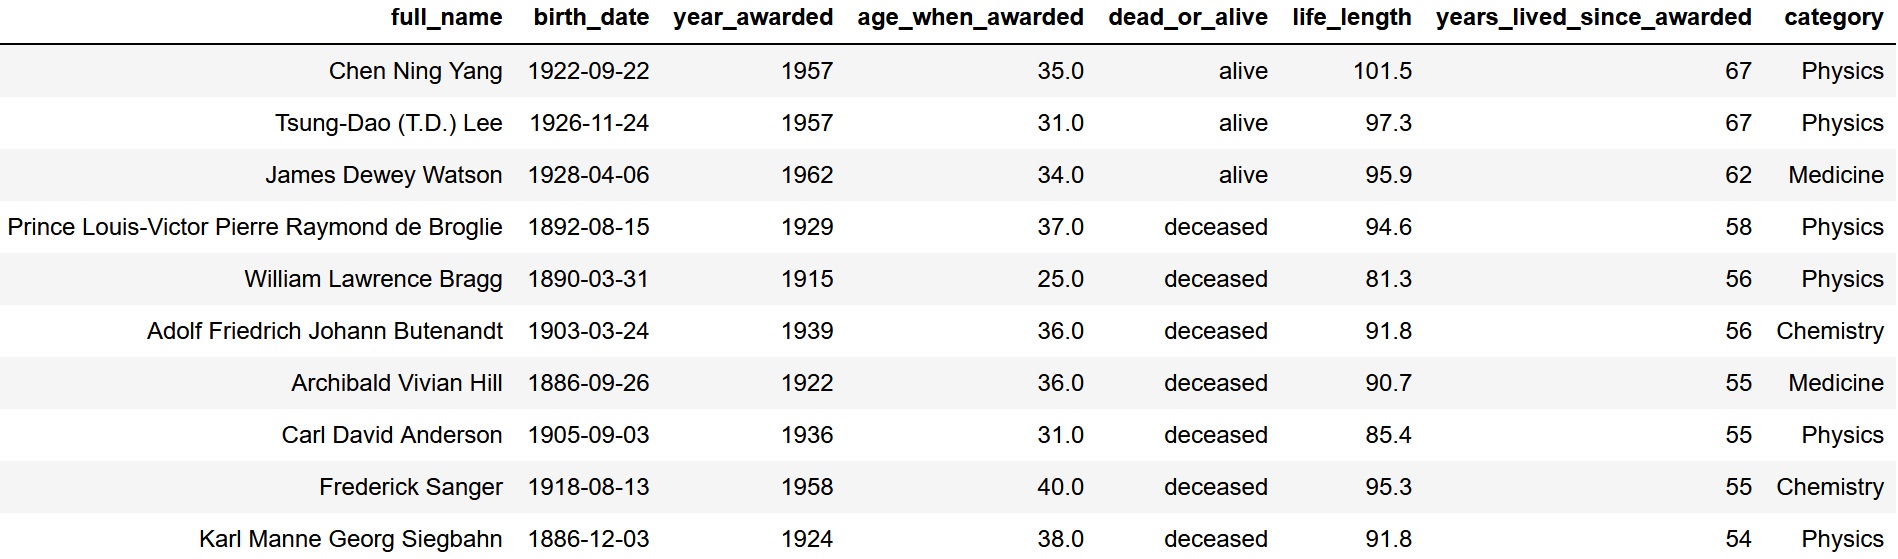 full_name birth_date year_awarded age_when_awarded dead_or_alive life_length years_lived_since_awarded category
Chen Ning Yang 1922-09-22 1957 35.0 alive 101.5 67 Physics
Tsung-Dao (T.D.) Lee 1926-11-24 1957 31.0 alive 97.3 67 Physics
James Dewey Watson 1928-04-06 1962 34.0 alive 95.9 62 Medicine
Prince Louis-Victor Pierre Raymond de Broglie 1892-08-15 1929 37.0 deceased 94.6 58 Physics
William Lawrence Bragg 1890-03-31 1915 25.0 deceased 81.3 56 Physics
Adolf Friedrich Johann Butenandt 1903-03-24 1939 36.0 deceased 91.8 56 Chemistry
Archibald Vivian Hill 1886-09-26 1922 36.0 deceased 90.7 55 Medicine
Carl David Anderson 1905-09-03 1936 31.0 deceased 85.4 55 Physics
Frederick Sanger 1918-08-13 1958 40.0 deceased 95.3 55 Chemistry
Karl Manne Georg Siegbahn 1886-12-03 1924 38.0 deceased 91.8 54 Physics